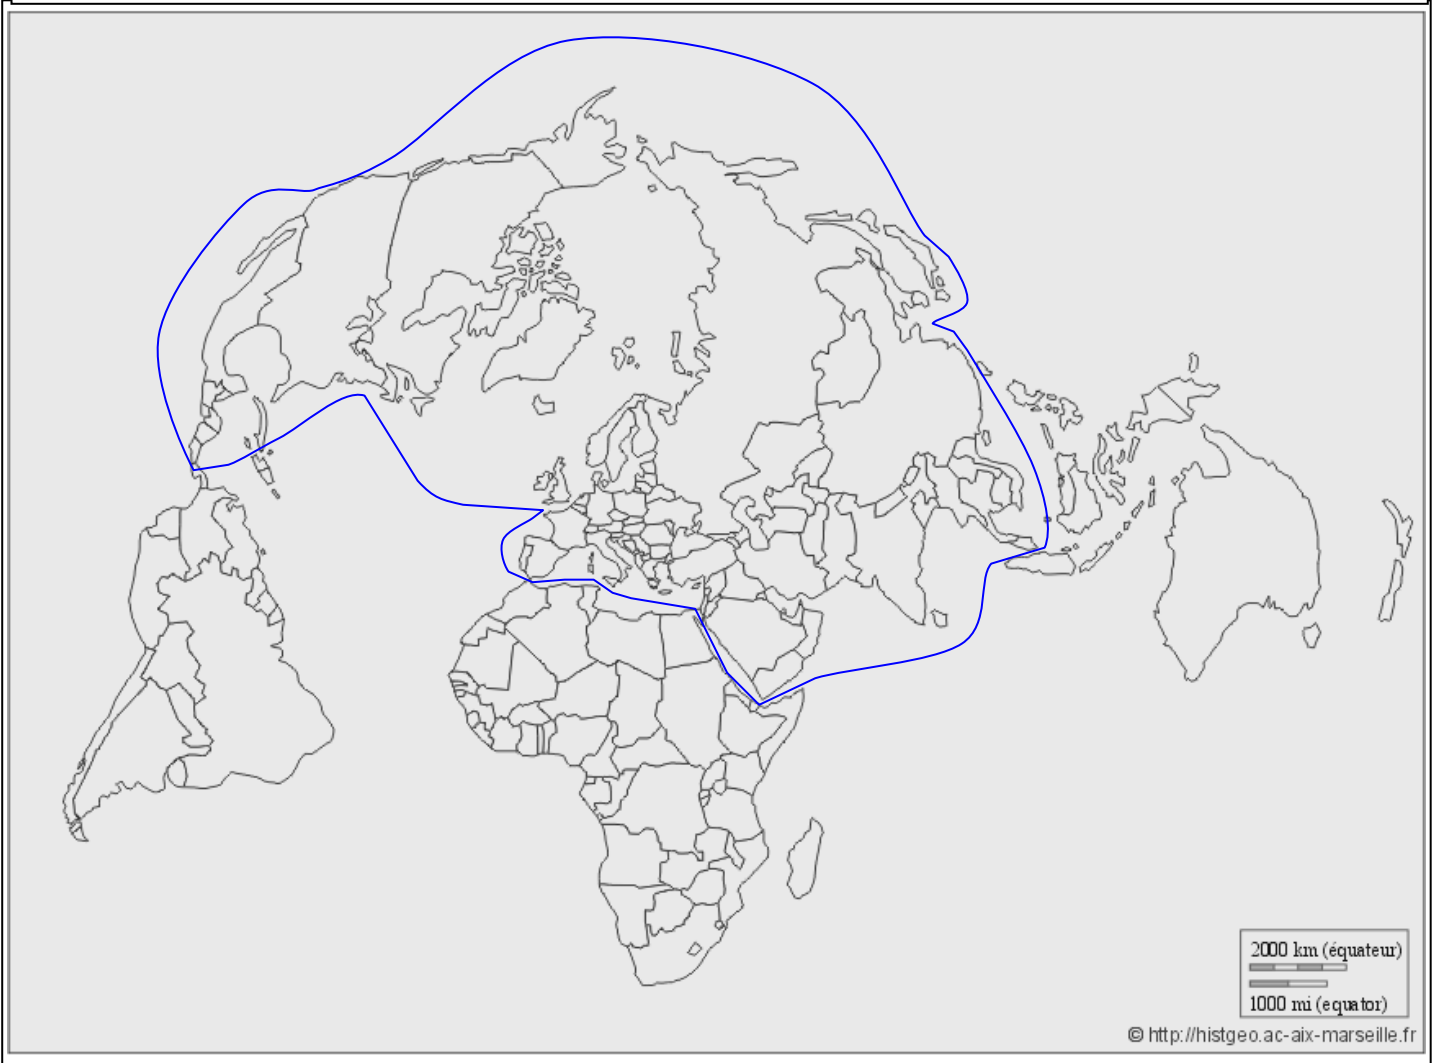 2000 km (équateur)
1000 mi (equator)
© http://histgeo.ac-aix-marseille.fr